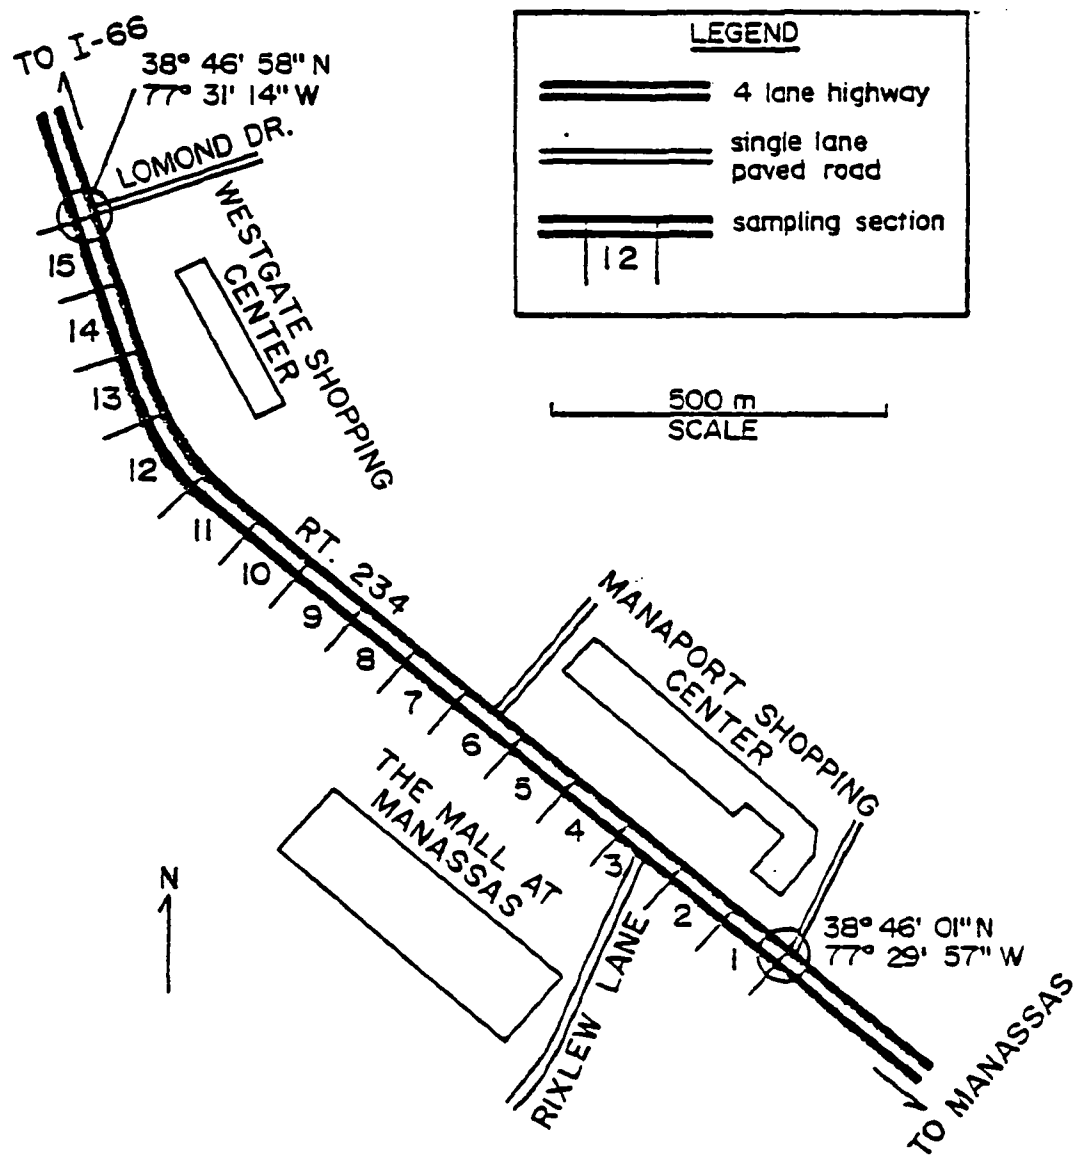 TO I-66
38° 46' 58" N
77° 31' 14" W
LOMOND DR.
WESTGATE SHOPPING
CENTER
LEGEND
4 lane highway
single lane
paved road
sampling section
12
500 m
SCALE
15
14
13
12
11
10
9
8
7
6
5
4
3
2
1
RT. 234
MANAPORT SHOPPING
CENTER
THE MALL AT
MANASSAS
RIXLEW LANE
N
38° 46' 01" N
77° 29' 57" W
TO MANASSAS